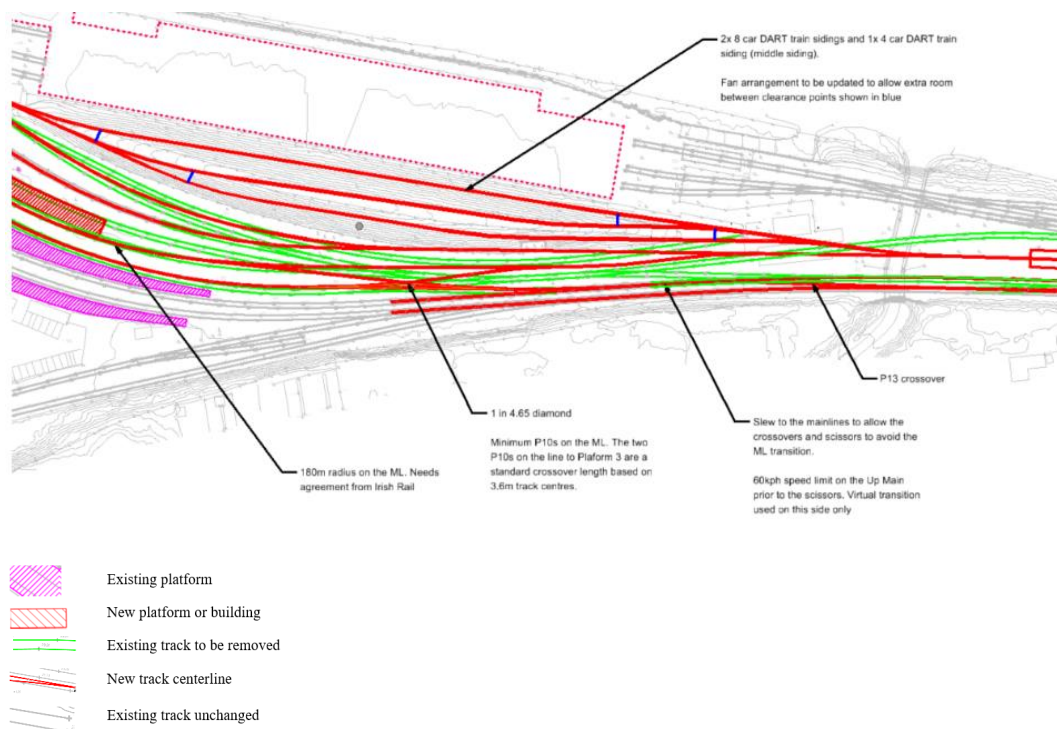 2x 8 car DART train sidings and 1x 4 car DART train
siding (middle siding).
Fan arrangement to be updated to allow extra room
between clearance points shown in blue
P13 crossover
1 in 4.65 diamond
Minimum P10s on the ML. The two
P10s on the line to Plaform 3 are a
standard crossover length based on
3.6m track centres.
Slew to the mainlines to allow the
crossovers and scissors to avoid the
ML transition.
60kph speed limit on the Up Main
prior to the scissors. Virtual transition
used on this side only
180m radius on the ML. Needs
agreement from Irish Rail
Existing platform
New platform or building
Existing track to be removed
New track centerline
Existing track unchanged